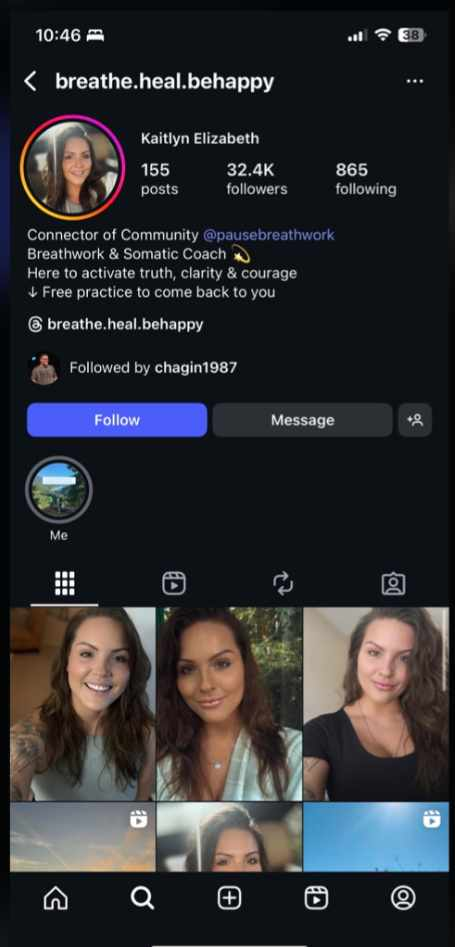 10:46
38
breathe.heal.behappy
Kaitlyn Elizabeth
155 32.4K 865
posts followers following
Connector of Community @pausebreathwork
Breathwork & Somatic Coach 💫
Here to activate truth, clarity & courage
↓ Free practice to come back to you
breathe.heal.behappy
Followed by chagin1987
Follow Message
Me